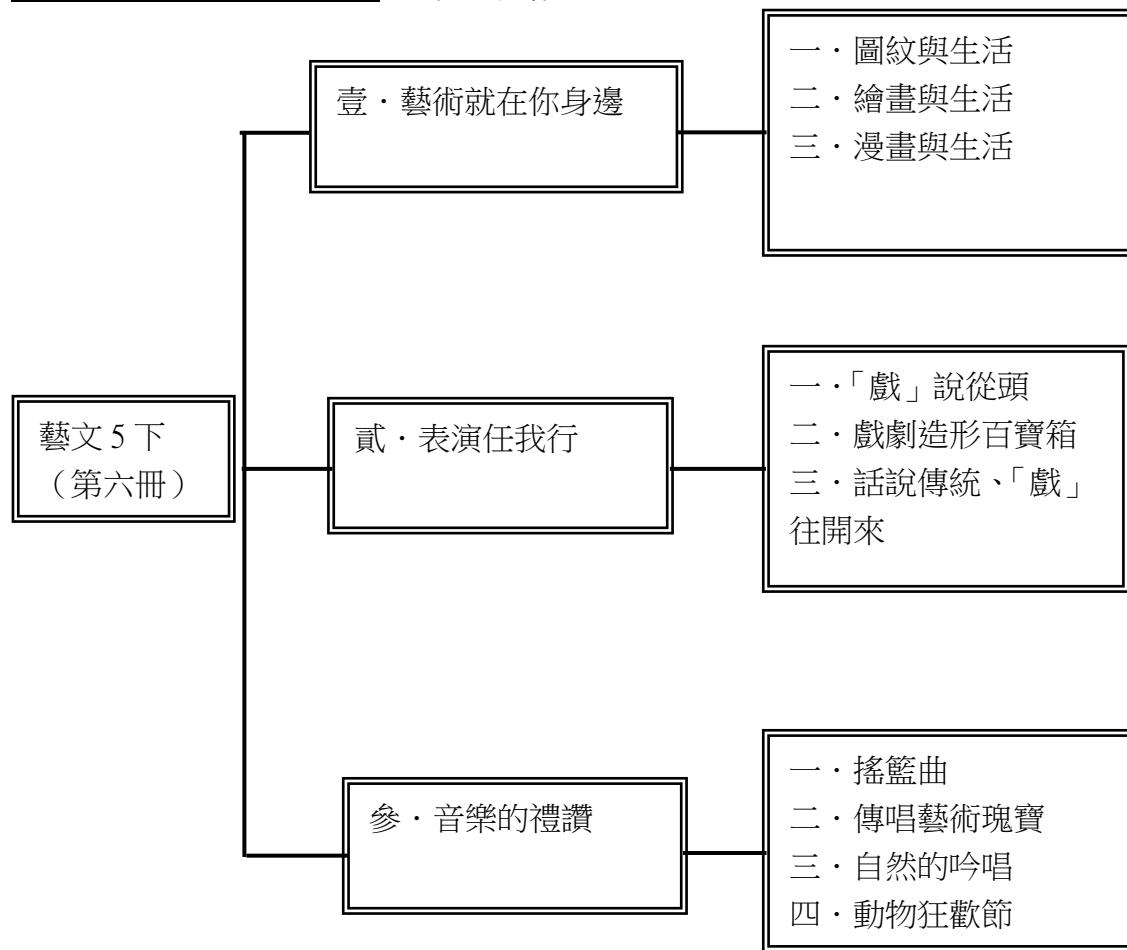 壹．藝術就在你身邊
一．圖紋與生活
二．繪畫與生活
三．漫畫與生活
藝文 5 下
（第六冊）
貳．表演任我行
一．「戲」說從頭
二．戲劇造形百寶箱
三．話說傳統、「戲」
往開來
參．音樂的禮讚
一．搖籃曲
二．傳唱藝術瑰寶
三．自然的吟唱
四．動物狂歡節